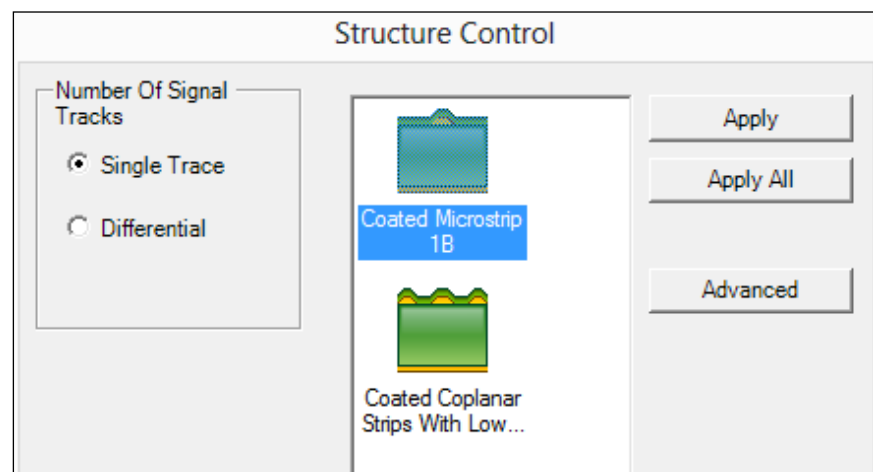 Structure Control
Number Of Signal
Tracks
Single Trace
Differential
Coated Microstrip
1B
Coated Coplanar
Strips With Low...
Apply
Apply All
Advanced